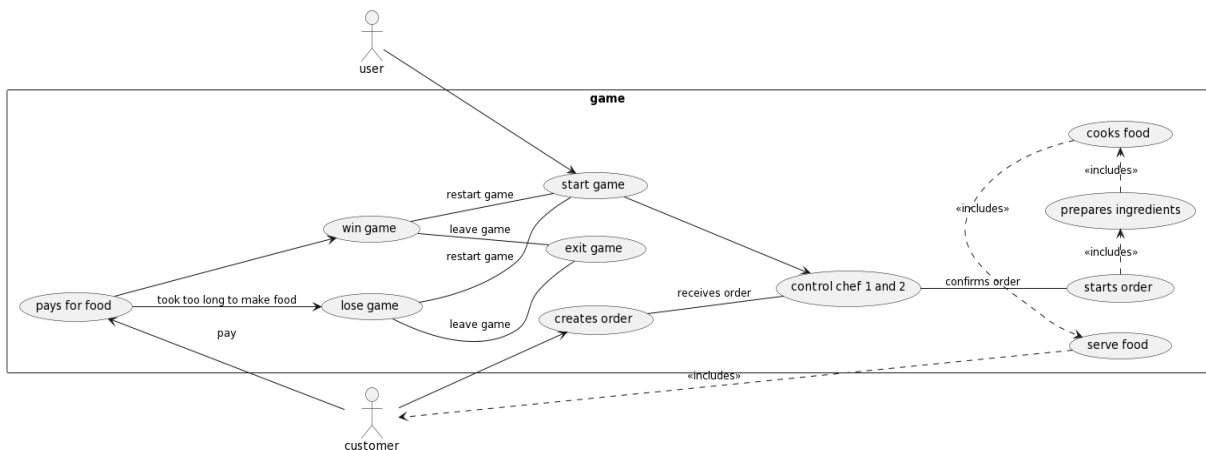 user
game
cooks food
«includes»
restart game
start game
«includes»
prepares ingredients
win game
leave game
exit game
restart game
«includes»
pays for food
took too long to make food
lose game
receives order
control chef 1 and 2
confirms order
starts order
pay
leave game
creates order
serve food
«includes»
customer